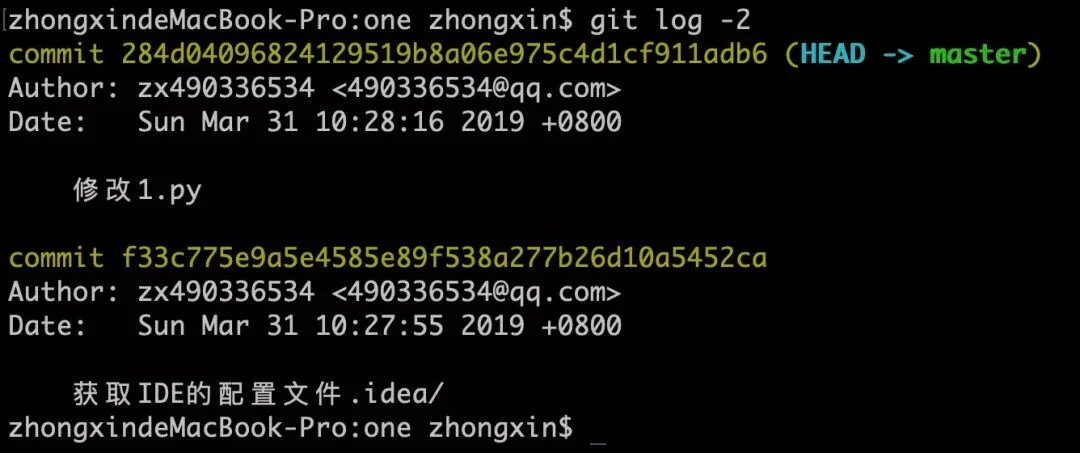 zhongxindeMacBook-Pro:one zhongxin$ git log -2
commit 284d04096824129519b8a06e975c4d1cf911adb6 (HEAD -> master)
Author: zx490336534 <490336534@qq.com>
Date:   Sun Mar 31 10:28:16 2019 +0800
修改1.py
commit f33c775e9a5e4585e89f538a277b26d10a5452ca
Author: zx490336534 <490336534@qq.com>
Date:   Sun Mar 31 10:27:55 2019 +0800
获取IDE的配置文件.idea/
zhongxindeMacBook-Pro:one zhongxin$ _